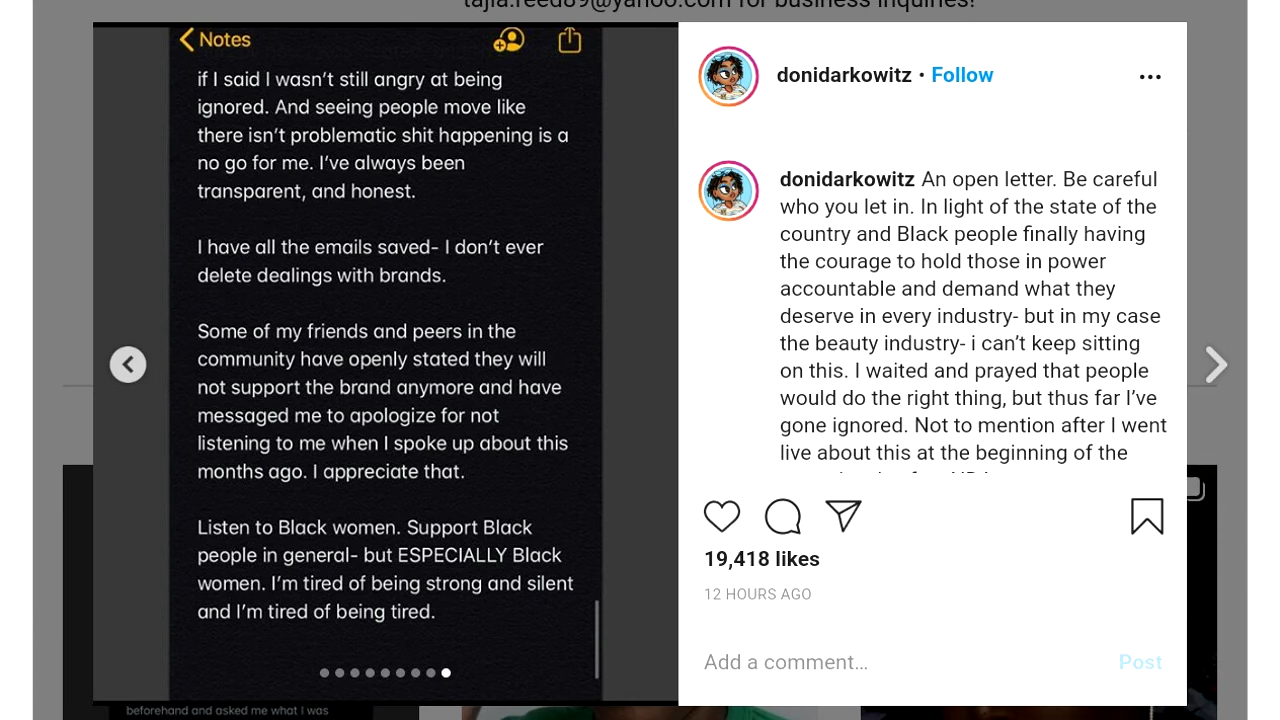 tajia.reed89@yahoo.com for business inquiries!
Notes
if I said I wasn't still angry at being
ignored. And seeing people move like
there isn't problematic shit happening is a
no go for me. I've always been
transparent, and honest.
I have all the emails saved- I don't ever
delete dealings with brands.
Some of my friends and peers in the
community have openly stated they will
not support the brand anymore and have
messaged me to apologize for not
listening to me when I spoke up about this
months ago. I appreciate that.
Listen to Black women. Support Black
people in general- but ESPECIALLY Black
women. I'm tired of being strong and silent
and I'm tired of being tired.
donidarkowitz • Follow
donidarkowitz An open letter. Be careful
who you let in. In light of the state of the
country and Black people finally having
the courage to hold those in power
accountable and demand what they
deserve in every industry- but in my case
the beauty industry- i can't keep sitting
on this. I waited and prayed that people
would do the right thing, but thus far I've
gone ignored. Not to mention after I went
live about this at the beginning of the
19,418 likes
12 HOURS AGO
Add a comment…
Post
beforehand and asked me what I was